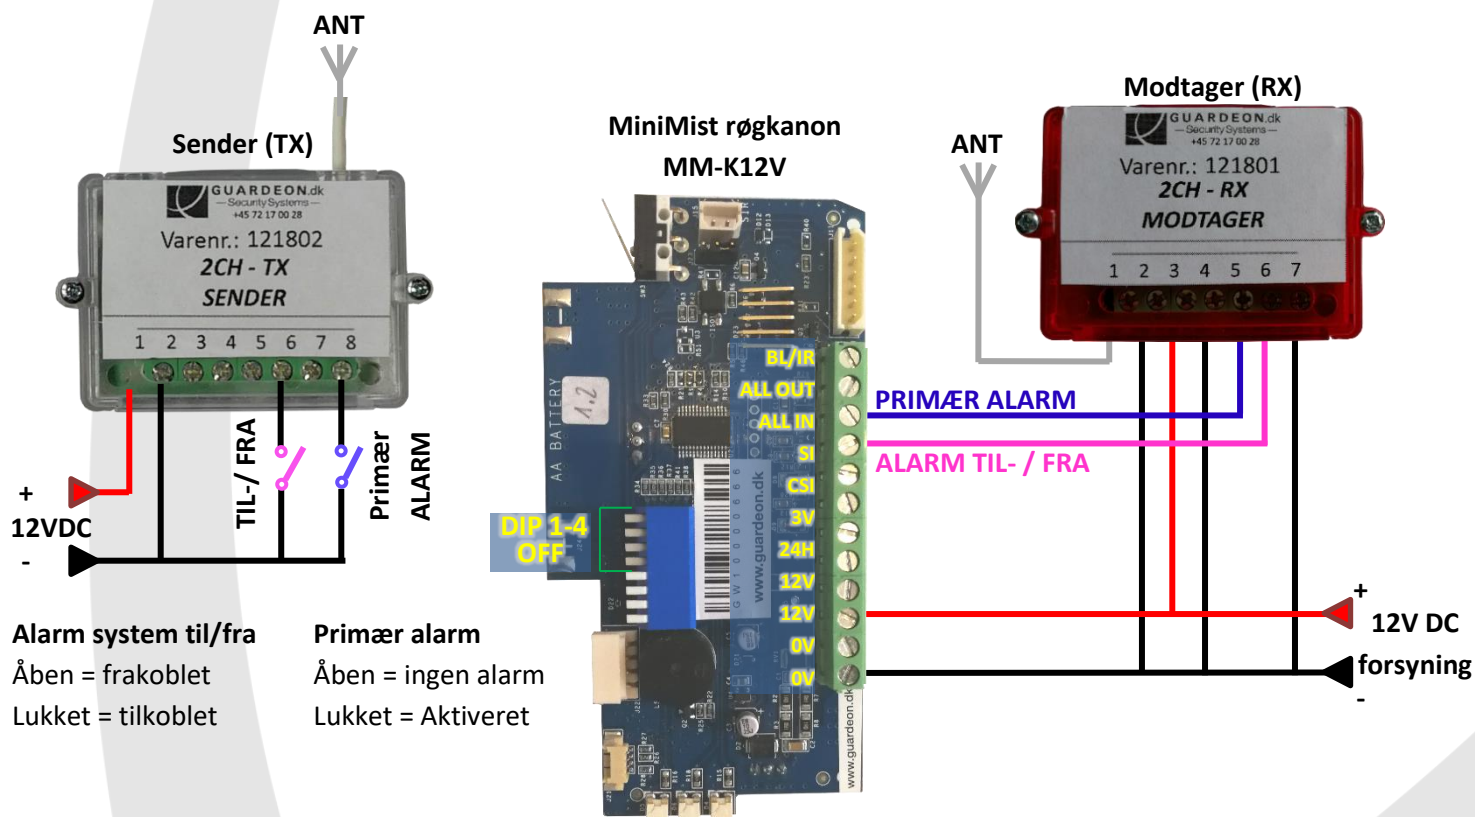 ANT
Sender (TX)
GUARDEON.dk
Security Systems
+45 72 17 00 28
Varenr.: 121802
2CH - TX
SENDER
1 2 3 4 5 6 7 8
TIL-/ FRA
Primær
ALARM
+
12VDC
-
Alarm system til/fra
Åben = frakoblet
Lukket = tilkoblet
Primær alarm
Åben = ingen alarm
Lukket = Aktiveret
MiniMist røgkanon
MM-K12V
AA BATTERY
1.2
DIP 1-4
OFF
BL/IR
ALL OUT
ALL IN
SI
CSI
3V
24H
12V
12V
0V
0V
www.guardeon.dk
www.guardeon.dk
PRIMÆR ALARM
ALARM TIL- / FRA
ANT
Modtager (RX)
GUARDEON.dk
Security Systems
+45 72 17 00 28
Varenr.: 121801
2CH - RX
MODTAGER
1 2 3 4 5 6 7
+
12V DC
forsyning
-